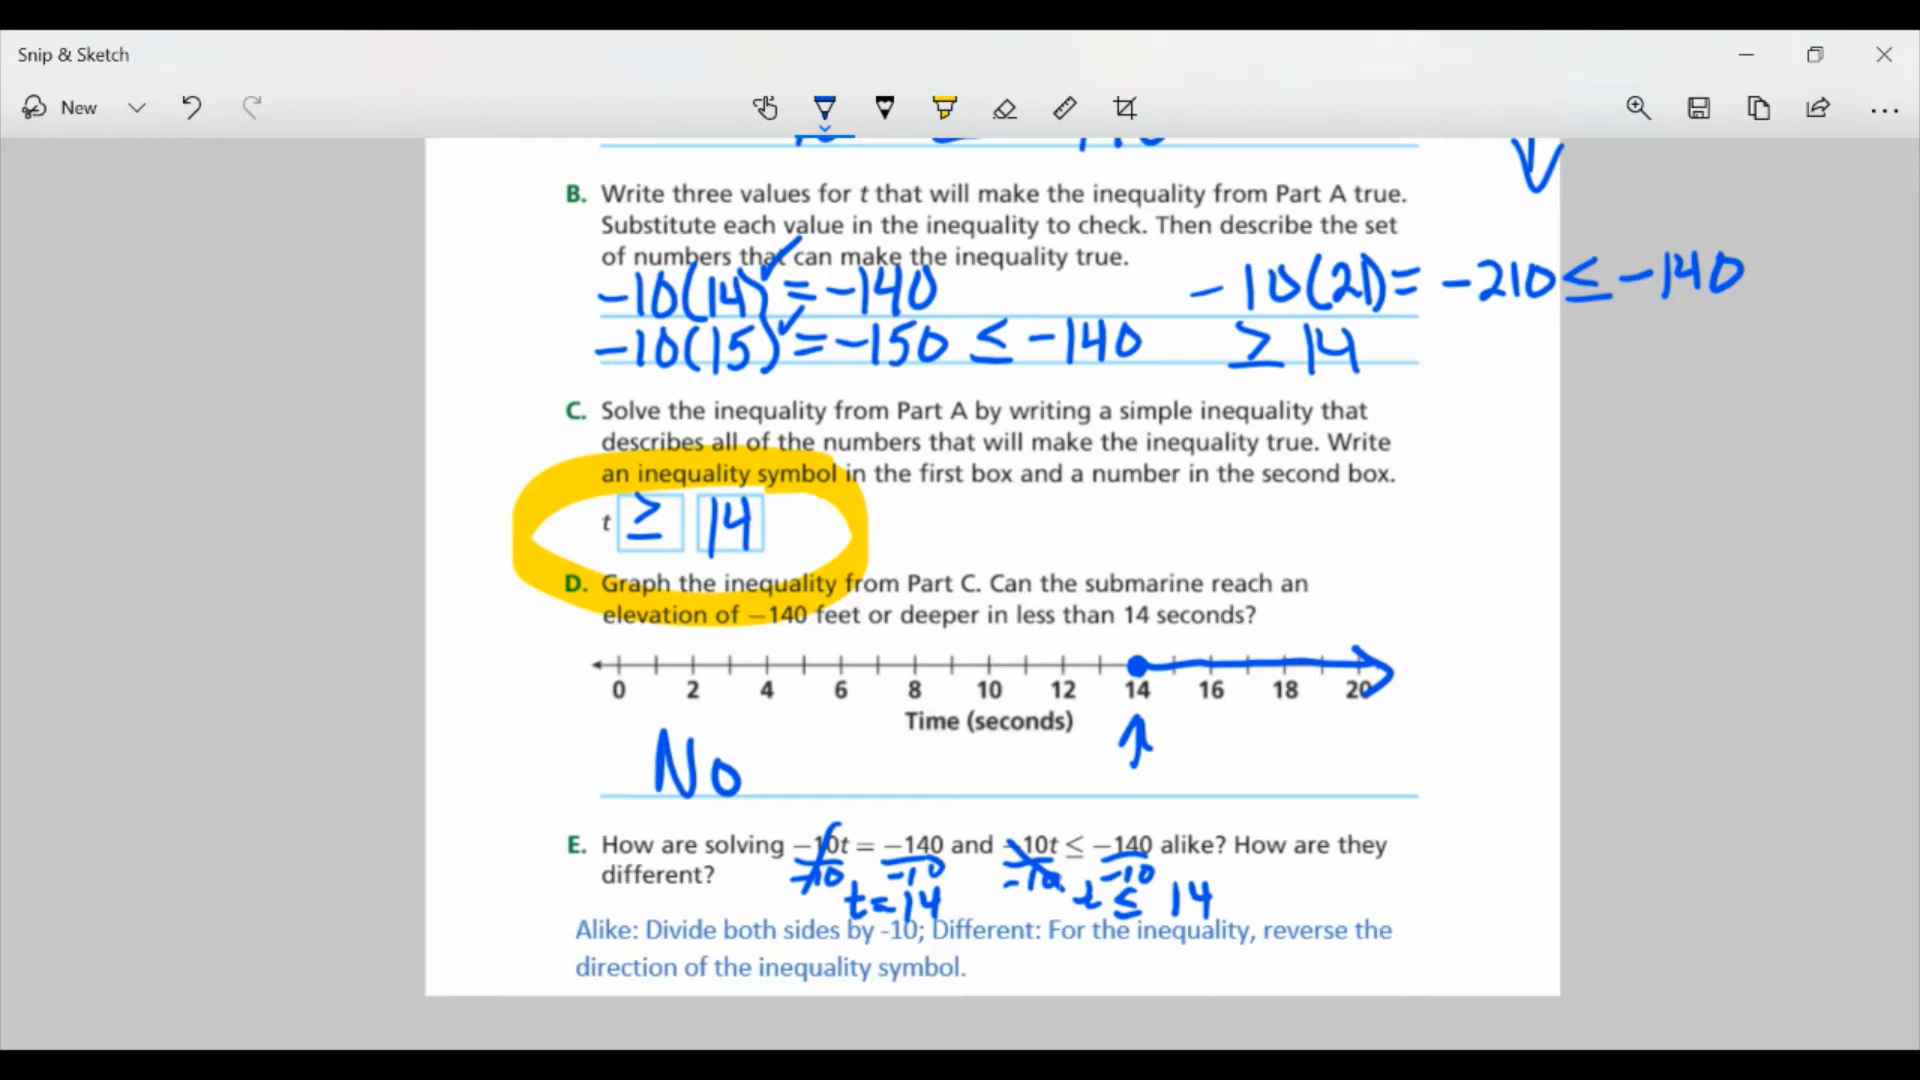 Snip & Sketch
New
B. Write three values for t that will make the inequality from Part A true.
Substitute each value in the inequality to check. Then describe the set
of numbers that can make the inequality true.
-10(14) = -140 -10(21) = -210 ≤ -140
-10(15) = -150 ≤ -140 ≥ 14
C. Solve the inequality from Part A by writing a simple inequality that
describes all of the numbers that will make the inequality true. Write
an inequality symbol in the first box and a number in the second box.
t ≥ 14
D. Graph the inequality from Part C. Can the submarine reach an
elevation of −140 feet or deeper in less than 14 seconds?
0 2 4 6 8 10 12 14 16 18 20
Time (seconds)
No
E. How are solving −10t = −140 and −10t ≤ −140 alike? How are they
different? -10 -10 -10 -10
t = 14 t ≤ 14
Alike: Divide both sides by -10; Different: For the inequality, reverse the
direction of the inequality symbol.